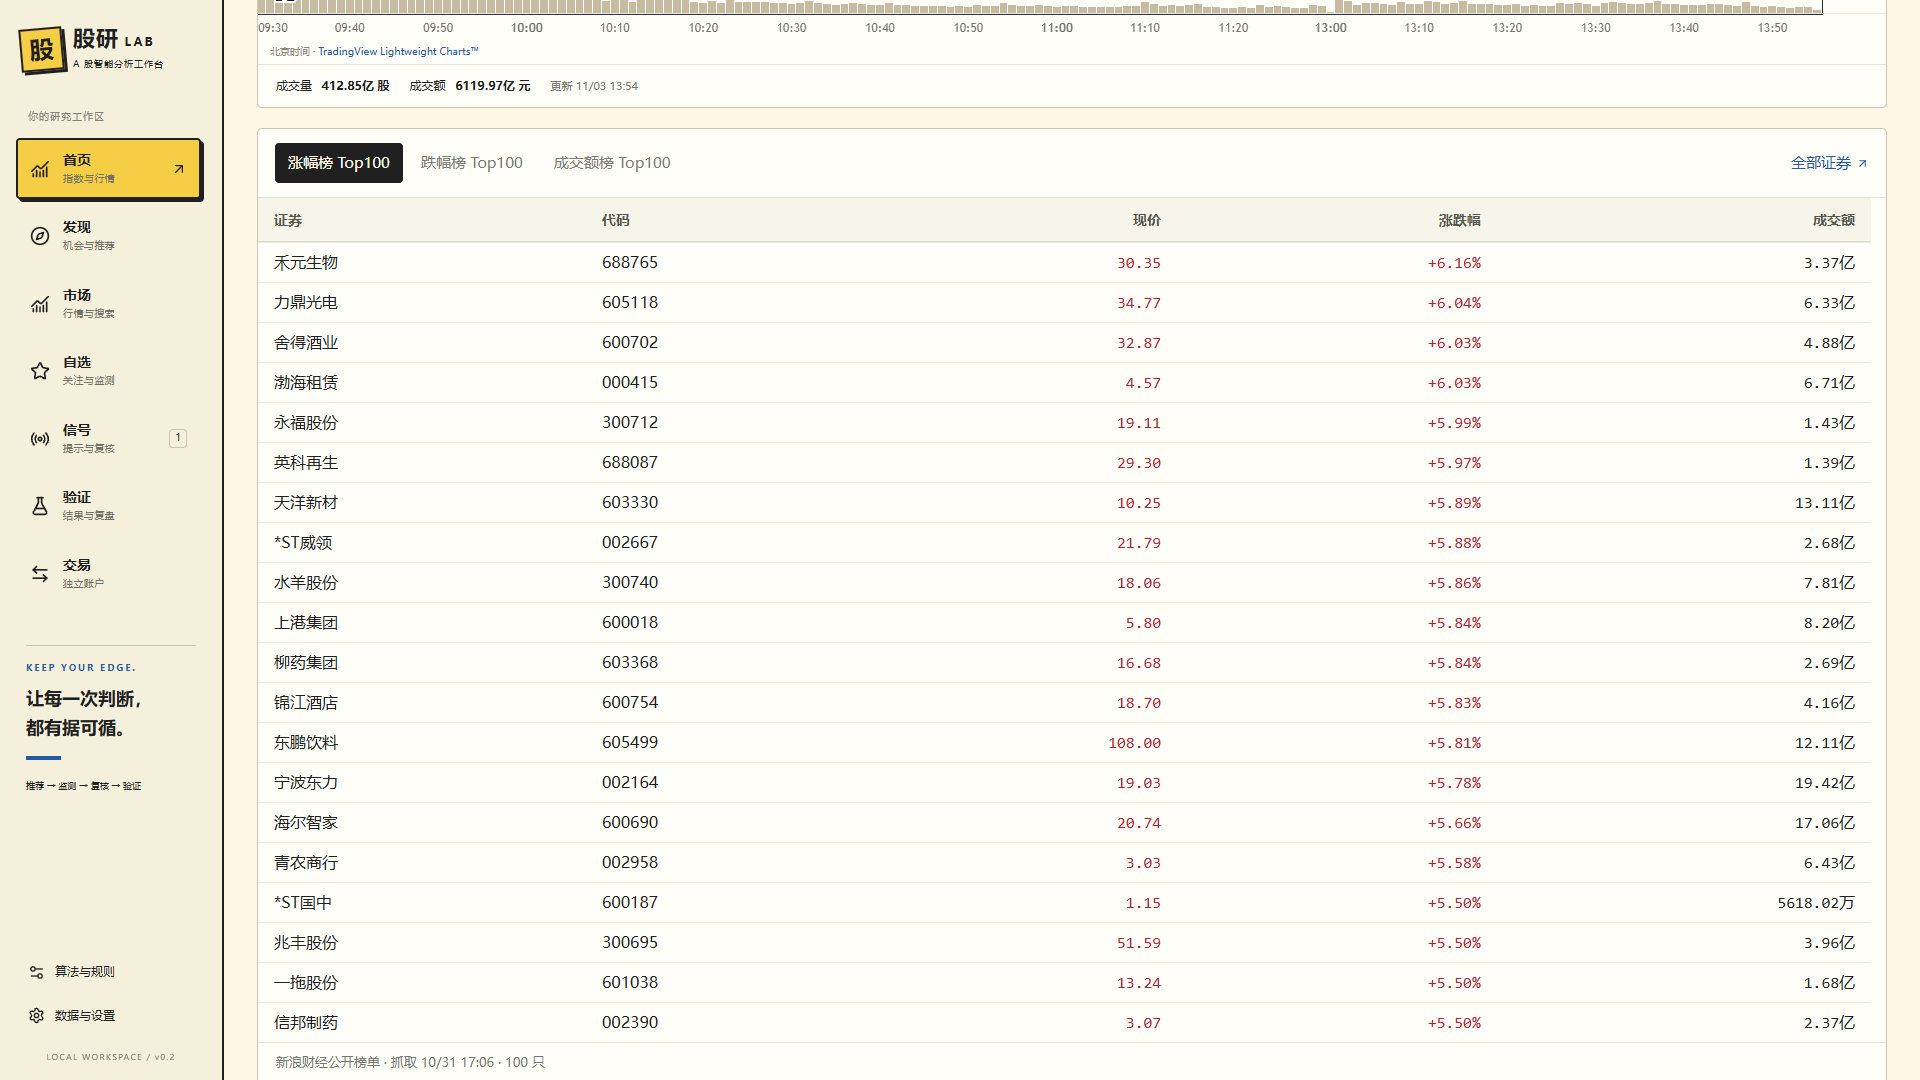 股
股研 LAB
A 股智能分析工作台
你的研究工作区
首页
指数与行情
发现
机会与推荐
市场
行情与搜索
自选
关注与监测
信号
提示与复核
1
验证
结果与复盘
交易
独立账户
KEEP YOUR EDGE.
让每一次判断,
都有据可循。
推荐 → 监测 → 复核 → 验证
算法与规则
数据与设置
LOCAL WORKSPACE / v0.2
09:30 09:40 09:50 10:00 10:10 10:20 10:30 10:40 10:50 11:00 11:10 11:20 13:00 13:10 13:20 13:30 13:40 13:50
北京时间 · TradingView Lightweight Charts™
成交量 412.85亿 股 成交额 6119.97亿 元 更新 11/03 13:54
涨幅榜 Top100 跌幅榜 Top100 成交额榜 Top100 全部证券
证券 代码 现价 涨跌幅 成交额
禾元生物 688765 30.35 +6.16% 3.37亿
力鼎光电 605118 34.77 +6.04% 6.33亿
舍得酒业 600702 32.87 +6.03% 4.88亿
渤海租赁 000415 4.57 +6.03% 6.71亿
永福股份 300712 19.11 +5.99% 1.43亿
英科再生 688087 29.30 +5.97% 1.39亿
天洋新材 603330 10.25 +5.89% 13.11亿
*ST威领 002667 21.79 +5.88% 2.68亿
水羊股份 300740 18.06 +5.86% 7.81亿
上港集团 600018 5.80 +5.84% 8.20亿
柳药集团 603368 16.68 +5.84% 2.69亿
锦江酒店 600754 18.70 +5.83% 4.16亿
东鹏饮料 605499 108.00 +5.81% 12.11亿
宁波东力 002164 19.03 +5.78% 19.42亿
海尔智家 600690 20.74 +5.66% 17.06亿
青农商行 002958 3.03 +5.58% 6.43亿
*ST国中 600187 1.15 +5.50% 5618.02万
兆丰股份 300695 51.59 +5.50% 3.96亿
一拖股份 601038 13.24 +5.50% 1.68亿
信邦制药 002390 3.07 +5.50% 2.37亿
新浪财经公开榜单 · 抓取 10/31 17:06 · 100 只